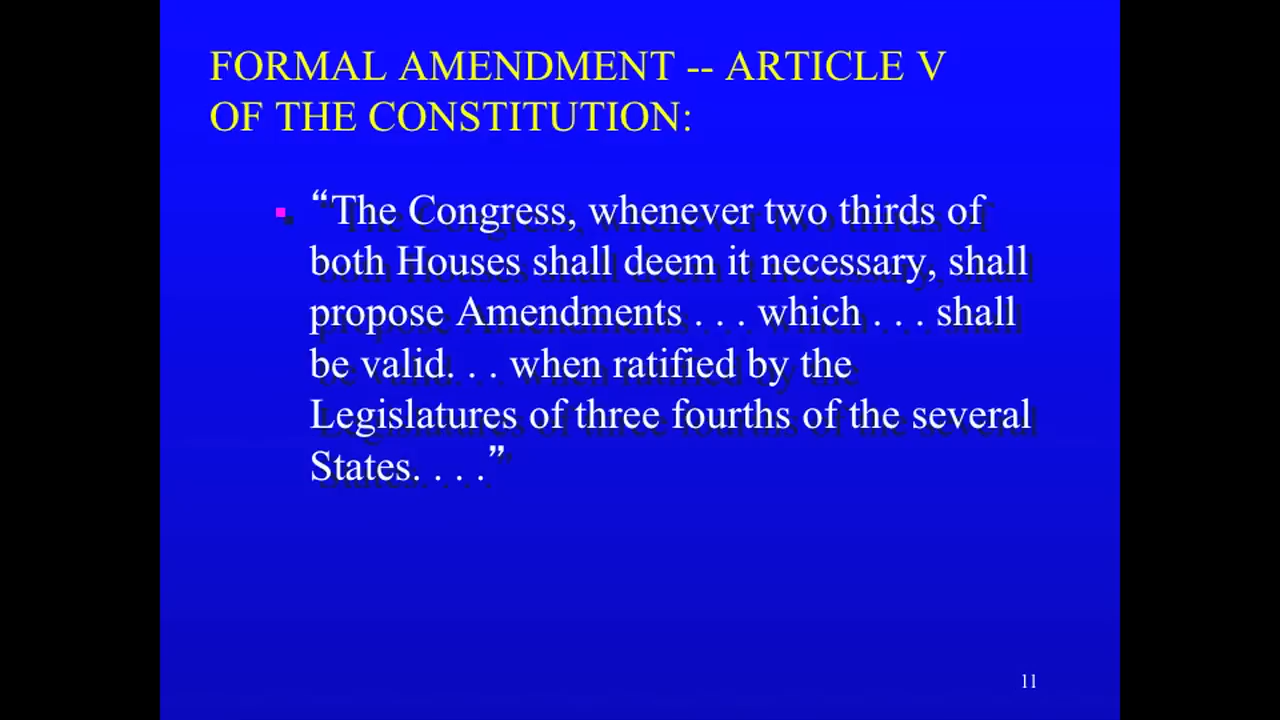 FORMAL AMENDMENT -- ARTICLE V
OF THE CONSTITUTION:
“The Congress, whenever two thirds of
both Houses shall deem it necessary, shall
propose Amendments . . . which . . . shall
be valid. . . when ratified by the
Legislatures of three fourths of the several
States. . . .”
11